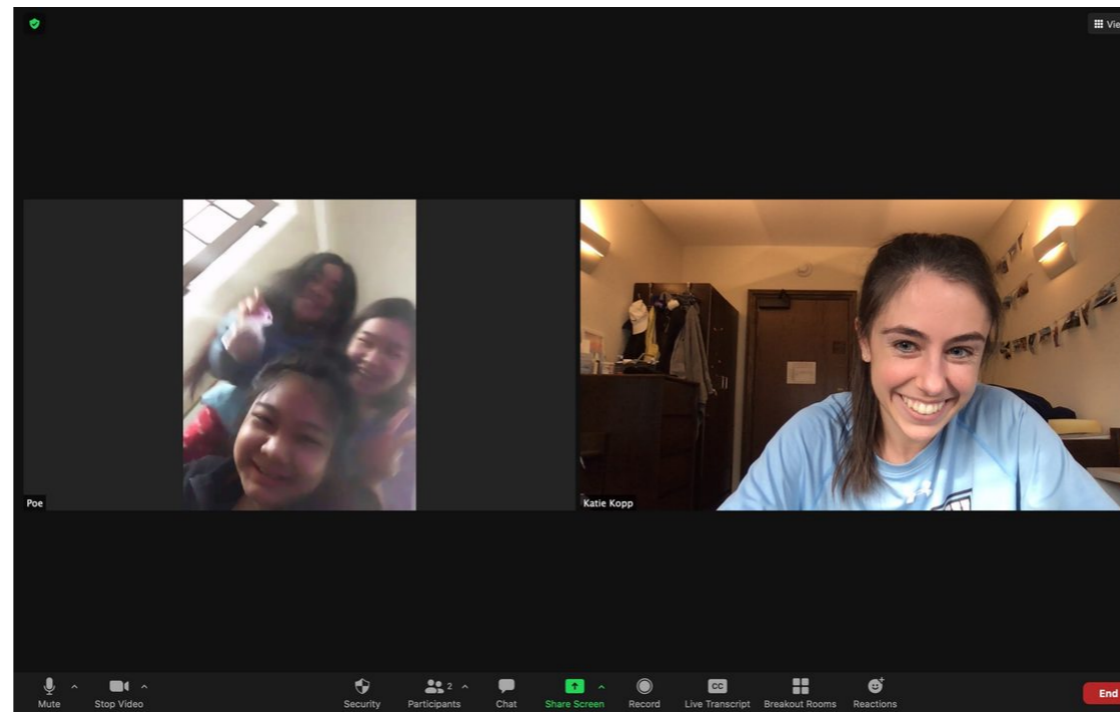 Vie
Poe
Katie Kopp
Mute
Stop Video
Security
Participants
2
Chat
Share Screen
Record
CC
Live Transcript
Breakout Rooms
Reactions
End